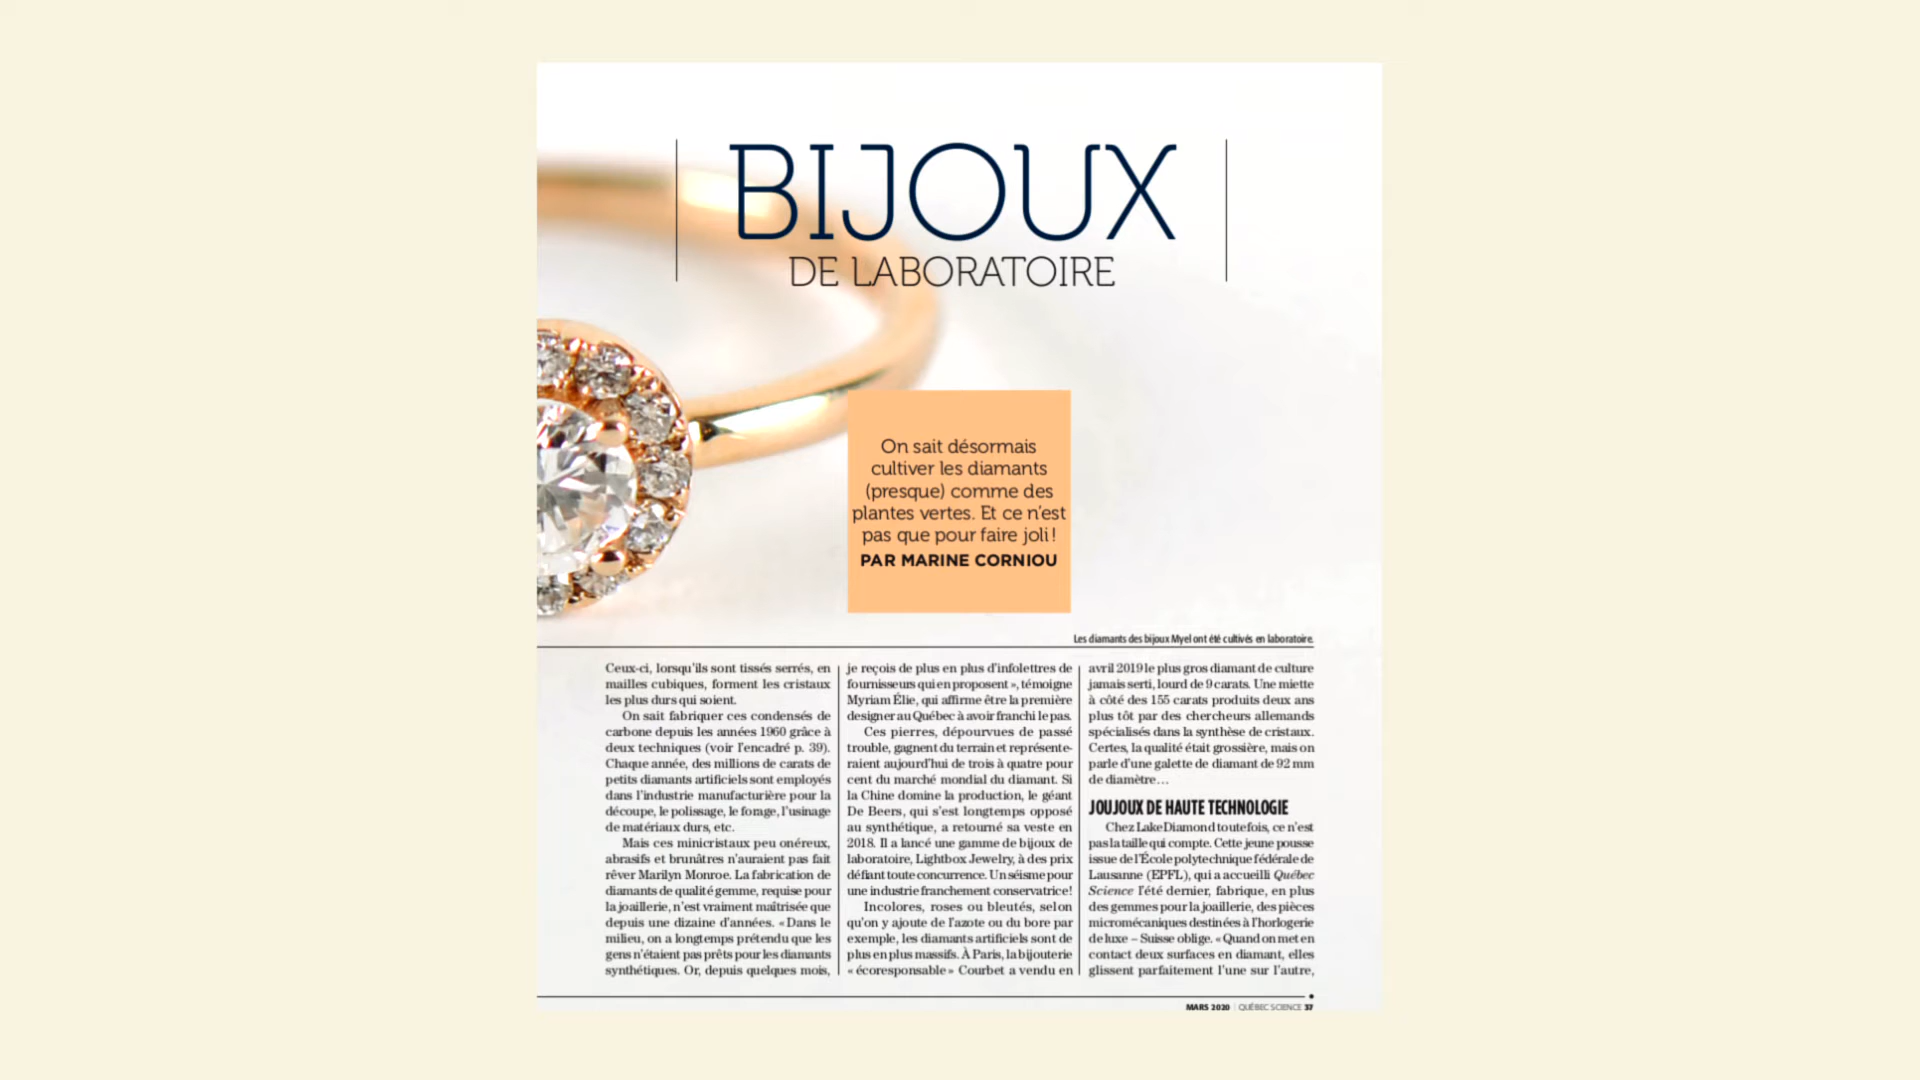 BIJOUX
DE LABORATOIRE
On sait désormais
cultiver les diamants
(presque) comme des
plantes vertes. Et ce n'est
pas que pour faire joli !
PAR MARINE CORNIOU
Les diamants des bijoux Myel ont été cultivés en laboratoire.
Ceux-ci, lorsqu'ils sont tissés serrés, en
mailles cubiques, forment les cristaux
les plus durs qui soient.
On sait fabriquer ces condensés de
carbone depuis les années 1960 grâce à
deux techniques (voir l'encadré p. 39).
Chaque année, des millions de carats de
petits diamants artificiels sont employés
dans l'industrie manufacturière pour la
découpe, le polissage, le forage, l'usinage
de matériaux durs, etc.
Mais ces minicristaux peu onéreux,
abrasifs et brunâtres n'auraient pas fait
rêver Marilyn Monroe. La fabrication de
diamants de qualité gemme, requise pour
la joaillerie, n'est vraiment maîtrisée que
depuis une dizaine d'années. « Dans le
milieu, on a longtemps prétendu que les
gens n'étaient pas prêts pour les diamants
synthétiques. Or, depuis quelques mois,
je reçois de plus en plus d'infolettres de
fournisseurs qui en proposent », témoigne
Myriam Élie, qui affirme être la première
designer au Québec à avoir franchi le pas.
Ces pierres, dépourvues de passé
trouble, gagnent du terrain et représente-
raient aujourd'hui de trois à quatre pour
cent du marché mondial du diamant. Si
la Chine domine la production, le géant
De Beers, qui s'est longtemps opposé
au synthétique, a retourné sa veste en
2018. Il a lancé une gamme de bijoux de
laboratoire, Lightbox Jewelry, à des prix
défiant toute concurrence. Un séisme pour
une industrie franchement conservatrice !
Incolores, roses ou bleutés, selon
qu'on y ajoute de l'azote ou du bore par
exemple, les diamants artificiels sont de
plus en plus massifs. À Paris, la bijouterie
« écoresponsable » Courbet a vendu en
avril 2019 le plus gros diamant de culture
jamais serti, lourd de 9 carats. Une miette
à côté des 155 carats produits deux ans
plus tôt par des chercheurs allemands
spécialisés dans la synthèse de cristaux.
Certes, la qualité était grossière, mais on
parle d'une galette de diamant de 92 mm
de diamètre…
JOUJOUX DE HAUTE TECHNOLOGIE
Chez LakeDiamond toutefois, ce n'est
pas la taille qui compte. Cette jeune pousse
issue de l'École polytechnique fédérale de
Lausanne (EPFL), qui a accueilli Québec
Science l'été dernier, fabrique, en plus
des gemmes pour la joaillerie, des pièces
micromécaniques destinées à l'horlogerie
de luxe – Suisse oblige. « Quand on met en
contact deux surfaces en diamant, elles
glissent parfaitement l'une sur l'autre,
MARS 2020 | QUÉBEC SCIENCE 37